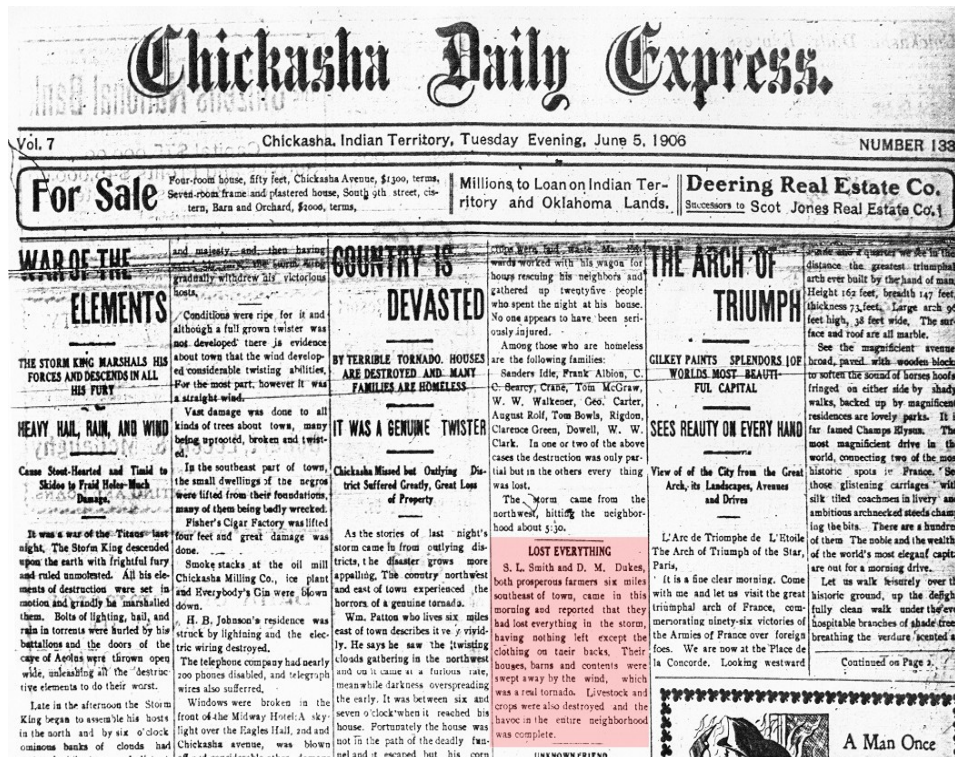 Chickasha Daily Express.
Vol. 7
Chickasha, Indian Territory, Tuesday Evening, June 5, 1906
NUMBER 133
For Sale
Four-room house, fifty feet, Chickasha Avenue, $1300, terms,
Seven-room frame and plastered house, South 9th street, cis-
tern, Barn and Orchard, $2000, terms,
Millions to Loan on Indian Ter-
ritory and Oklahoma Lands.
Deering Real Estate Co.
Successors to Scot Jones Real Estate Co.
WAR OF THE
ELEMENTS
THE STORM KING MARSHALS HIS
FORCES AND DESCENDS IN ALL
HIS FURY
HEAVY HAIL, RAIN, AND WIND
Cause Stout-Hearted and Timid to
Skidoo to Fraid Holes-Much
Damage.
It was a war of the Titans last
night, The Storm King descended
upon the earth with frightful fury
and ruled unmolested. All his ele-
ments of destruction were set in
motion and grandly he marshalled
them. Bolts of lighting, hail, and
rain in torrents were hurled by his
battalions and the doors of the
cave of Aeolus were thrown open
wide, unleashing all the destruc-
tive elements to do their worst.
Late in the afternoon the Storm
King began to assemble his hosts
in the north and by six o'clock
ominous banks of clouds had
and majesty and then having
the storm king
gradually withdrew his victorious
hosts.
Conditions were ripe for it and
although a full grown twister was
not developed there is evidence
about town that the wind develop-
ed considerable twisting abilities.
For the most part, however it was
a straight wind.
Vast damage was done to all
kinds of trees about town, many
being uprooted, broken and twist-
ed.
In the southeast part of town,
the small dwellings of the negros
were lifted from their foundations,
many of them being badly wrecked.
Fisher's Cigar Factory was lifted
four feet and great damage was
done.
Smoke stacks at the oil mill
Chickasha Milling Co., ice plant
and Everybody's Gin were blown
down.
H. B. Johnson's residence was
struck by lightning and the elec-
tric wiring destroyed.
The telephone company had nearly
200 phones disabled, and telegraph
wires also suffered.
Windows were broken in the
front of the Midway Hotel: A sky-
light over the Eagles Hall, 2nd and
Chickasha avenue, was blown
COUNTRY IS
DEVASTED
BY TERRIBLE TORNADO. HOUSES
ARE DESTROYED AND MANY
FAMILIES ARE HOMELESS
IT WAS A GENUINE TWISTER
Chickasha Missed but Outlying Dis-
trict Suffered Greatly, Great Loss
of Property
As the stories of last night's
storm came in from outlying dis-
tricts, the disaster grows more
appalling, The country northwest
and east of town experienced the
horrors of a genuine tornado.
Wm. Patton who lives six miles
east of town describes it very vivid-
ly. He says he saw the twisting
clouds gathering in the northwest
and on it came at a furious rate,
meanwhile darkness overspreading
the early. It was between six and
seven o'clock when it reached his
house. Fortunately the house was
not in the path of the deadly fun-
nel and it escaped but his corn
crops were laid waste Mr.
wards worked with his wagon for
hours rescuing his neighbors and
gathered up twentyfive people
who spent the night at his house.
No one appears to have been seri-
ously injured.
Among those who are homeless
are the following families:
Sanders Idle, Frank Albion, C.
C. Searcy, Crane, Tom McGraw,
W. W. Walkener, Geo. Carter,
August Rolf, Tom Bowls, Rigdon,
Clarence Green, Dowell, W. W.
Clark. In one or two of the above
cases the destruction was only par-
tial but in the others every thing
was lost.
The storm came from the
northwest, hitting the neighbor-
hood about 5:30.
LOST EVERYTHING
S. L. Smith and D. M. Dukes,
both prosperous farmers six miles
southeast of town, came in this
morning and reported that they
had lost everything in the storm,
having nothing left except the
clothing on taeir backs. Their
houses, barns and contents were
swept away by the wind, which
was a real tornado. Livestock and
crops were also destroyed and the
havoc in the entire neighborhood
was complete.
UNKNOWN FRIEND
THE ARCH OF
TRIUMPH
GILKEY PAINTS SPLENDORS OF
WORLDS MOST BEAUTI-
FUL CAPITAL
SEES REAUTY ON EVERY HAND
View of of the City from the Great
Arch, its Landscapes, Avenues
and Drives
L'Arc de Triomphe de L'Etoile
The Arch of Triumph of the Star,
Paris,
It is a fine clear morning. Come
with me and let us visit the great
triumphal arch of France, com-
memorating ninety-six victories of
the Armies of France over foreign
foes. We are now at the Place de
la Concorde. Looking westward
and a quarter we see in the
distance the greatest triumphal
arch ever built by the hand of man
Height 162 feet, breadth 147 feet,
thickness 73 feet. Large arch
feet high, 38 feet wide. The sur-
face and roof are all marble.
See the magnificent avenue
broad, paved with wooden block
to soften the sound of horses hoofs
fringed on either side by shady
walks, backed up by magnificent
residences are lovely parks. It i
far famed Champs Elysun. The
most magnificent drive in the
world, connecting two of the mos
historic spots in France. Se
those glistening carriages with
silk tiled coachmen in livery an
ambitious archnecked steeds champ
ing the bits. There are a hundre
of them. The noble and the wealth
of the world's most elegant capit
are out for a morning drive.
Let us walk leisurely over th
historic ground, up the deligh
fully clean walk under the eve
hospitable branches of shade tree
breathing the verdure scented a
Continued on Page 2.
A Man Once